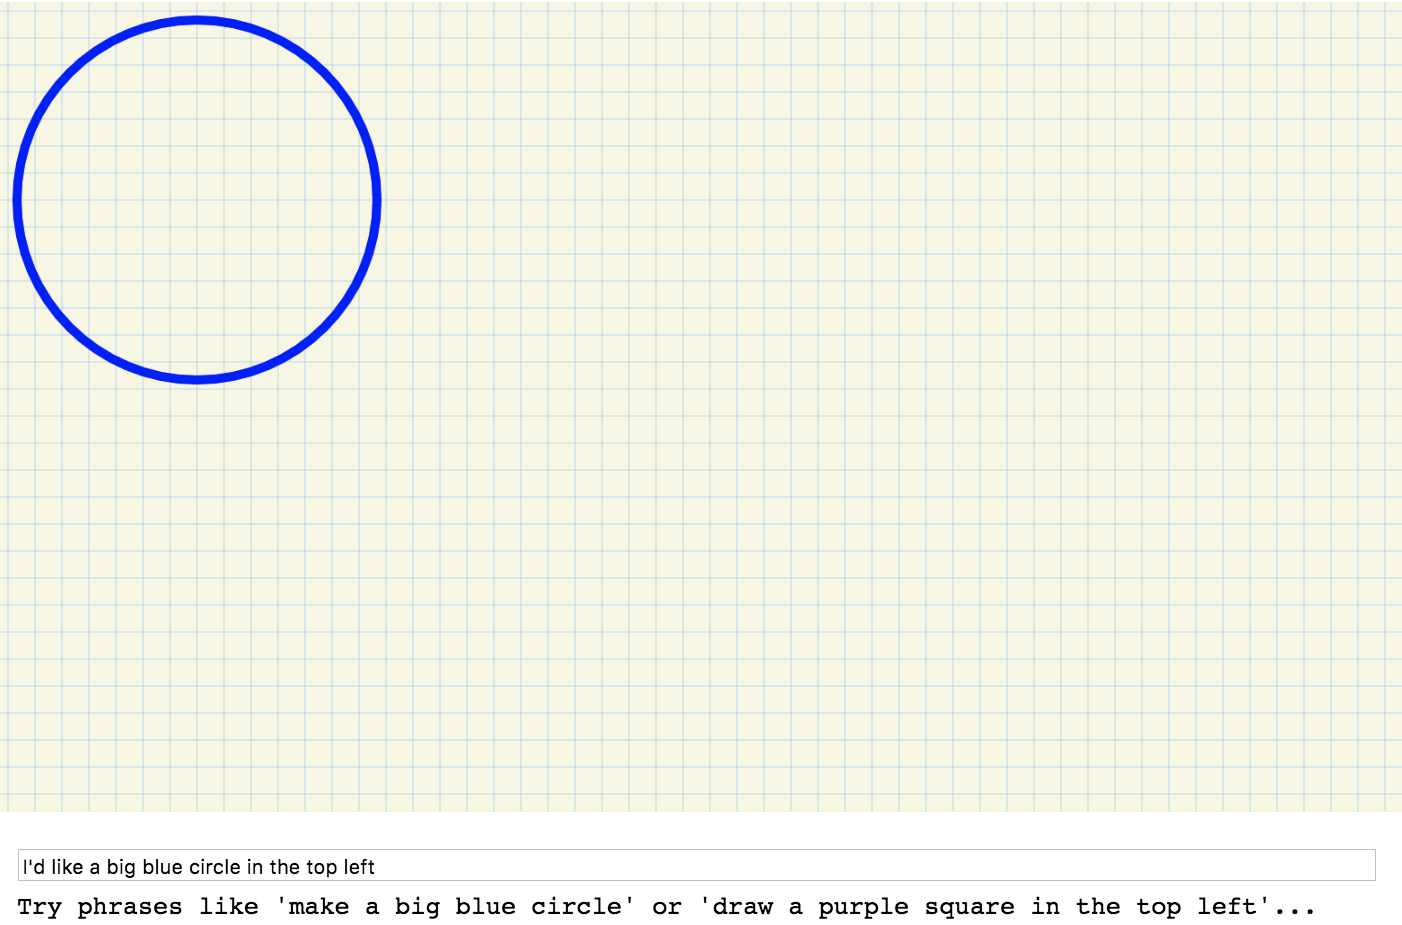 I'd like a big blue circle in the top left
Try phrases like 'make a big blue circle' or 'draw a purple square in the top left'...